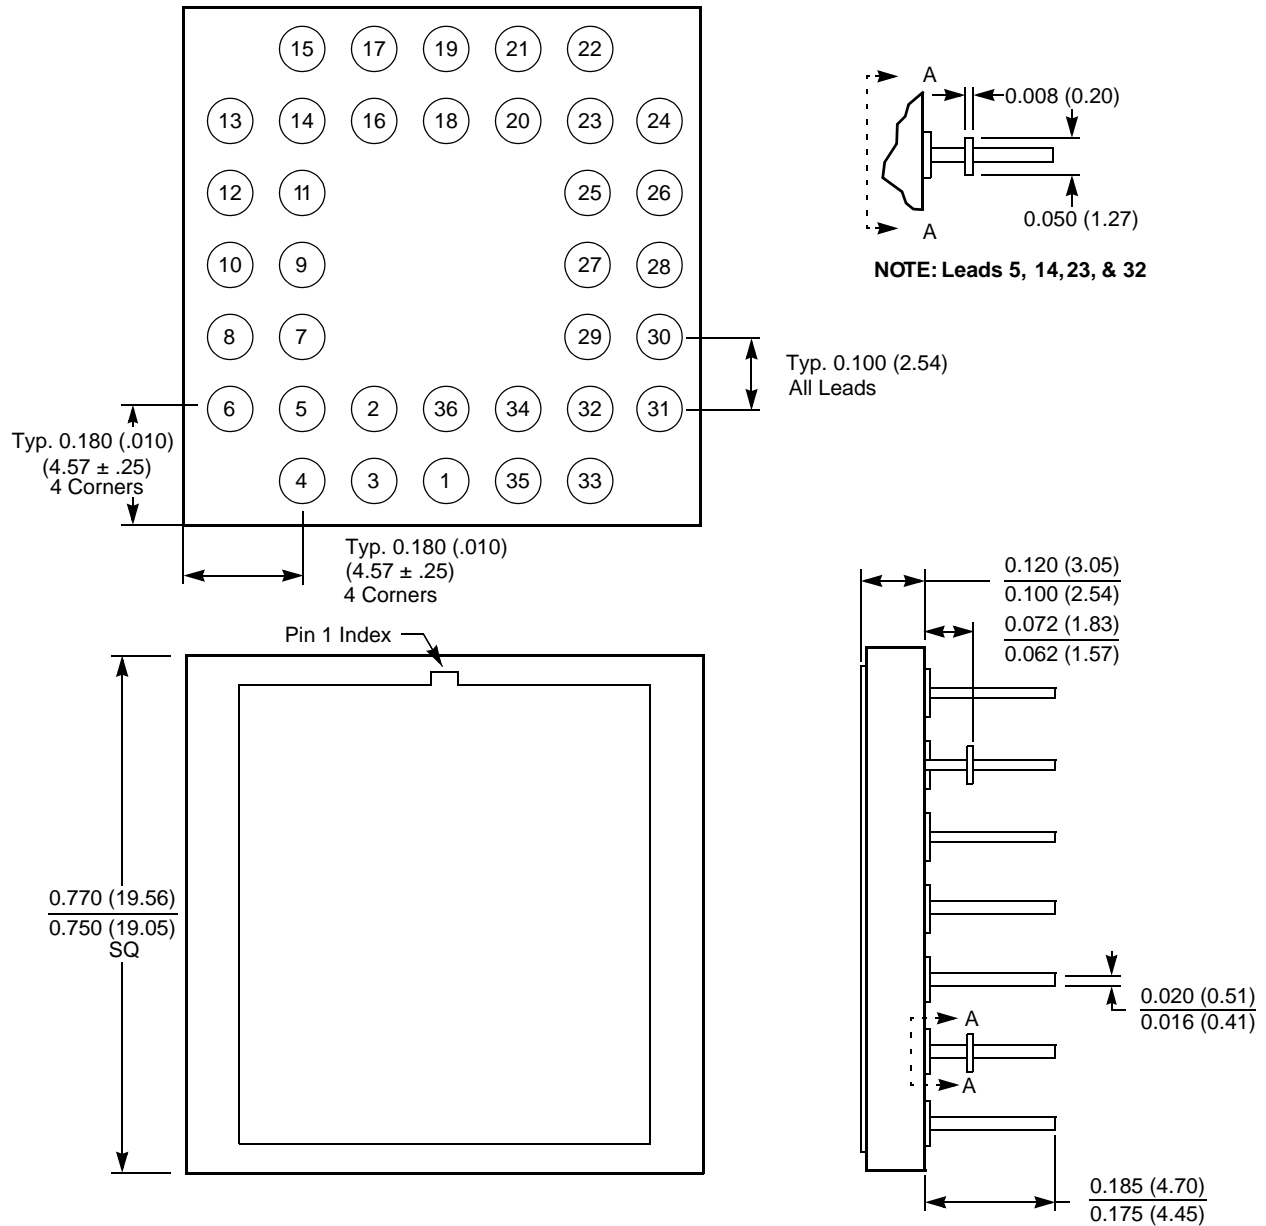 15 17 19 21 22
13 14 16 18 20 23 24
12 11 25 26
10 9 27 28
8 7 29 30
6 5 2 36 34 32 31
4 3 1 35 33
Typ. 0.180 (.010)
(4.57 ± .25)
4 Corners
Typ. 0.180 (.010)
(4.57 ± .25)
4 Corners
Typ. 0.100 (2.54)
All Leads
A
0.008 (0.20)
0.050 (1.27)
A
NOTE: Leads 5, 14, 23, & 32
Pin 1 Index
0.770 (19.56)
0.750 (19.05)
SQ
0.120 (3.05)
0.100 (2.54)
0.072 (1.83)
0.062 (1.57)
0.020 (0.51)
0.016 (0.41)
A
A
0.185 (4.70)
0.175 (4.45)